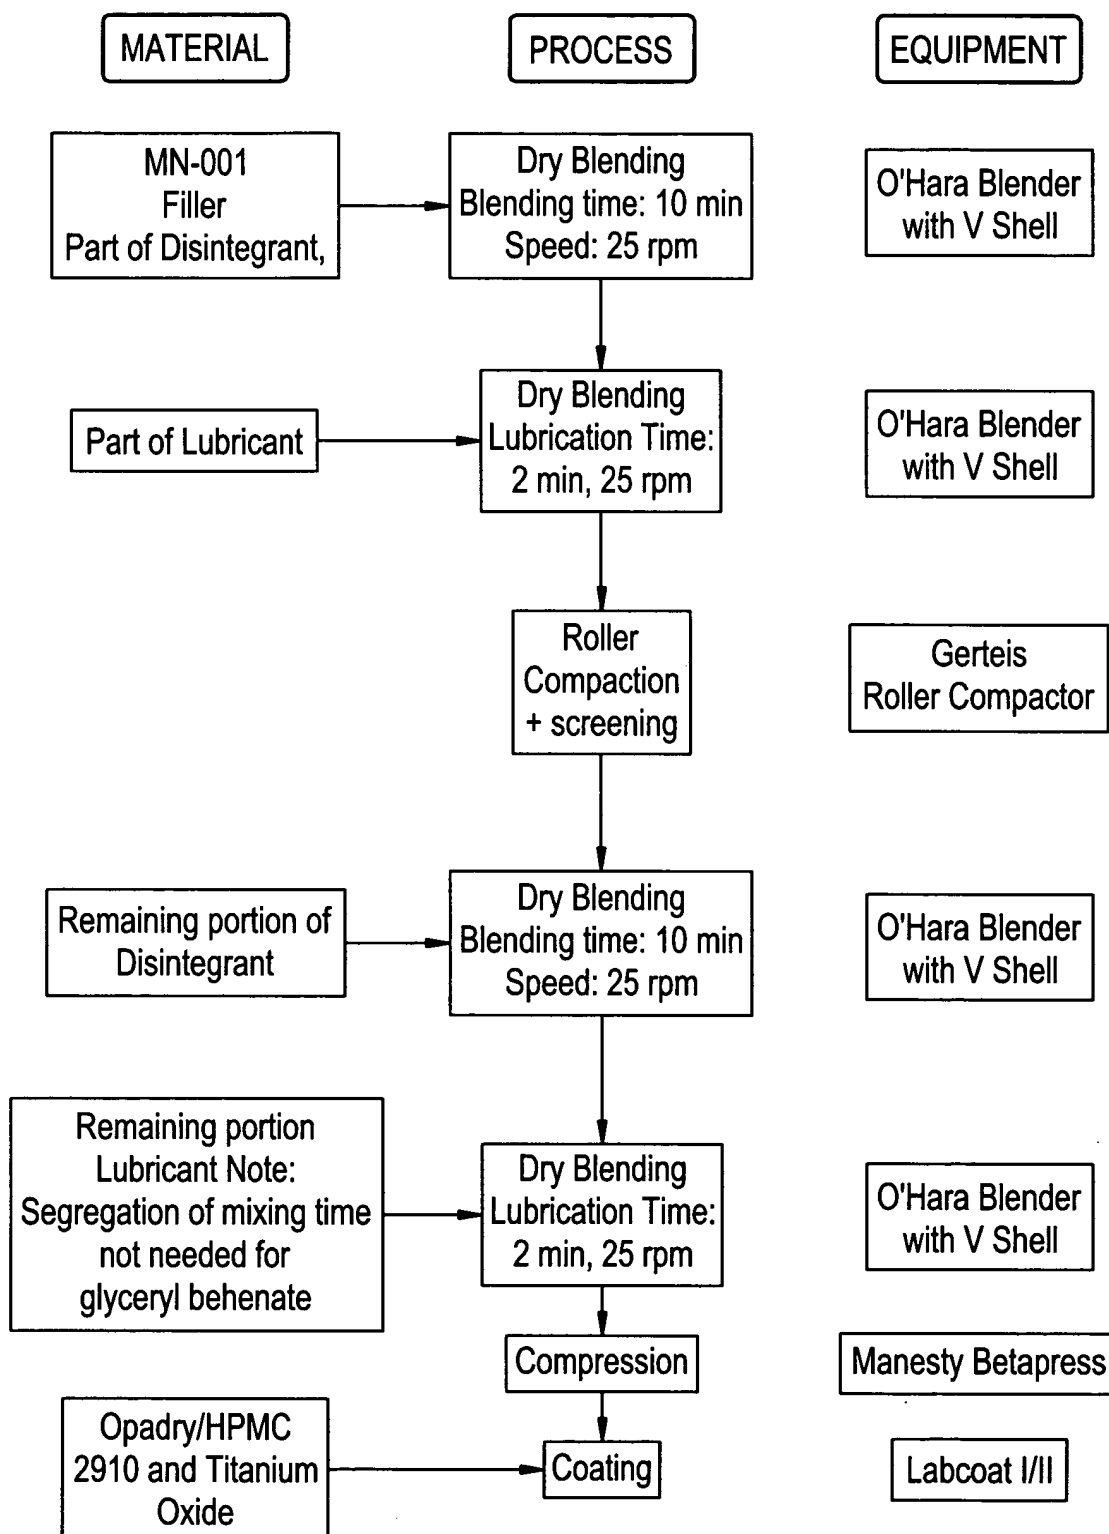 MATERIAL
PROCESS
EQUIPMENT
MN-001
Filler
Part of Disintegrant,
Dry Blending
Blending time: 10 min
Speed: 25 rpm
O'Hara Blender
with V Shell
Part of Lubricant
Dry Blending
Lubrication Time:
2 min, 25 rpm
O'Hara Blender
with V Shell
Roller
Compaction
+ screening
Gerteis
Roller Compactor
Remaining portion of
Disintegrant
Dry Blending
Blending time: 10 min
Speed: 25 rpm
O'Hara Blender
with V Shell
Remaining portion
Lubricant Note:
Segregation of mixing time
not needed for
glyceryl behenate
Dry Blending
Lubrication Time:
2 min, 25 rpm
O'Hara Blender
with V Shell
Compression
Manesty Betapress
Opadry/HPMC
2910 and Titanium
Oxide
Coating
Labcoat I/II